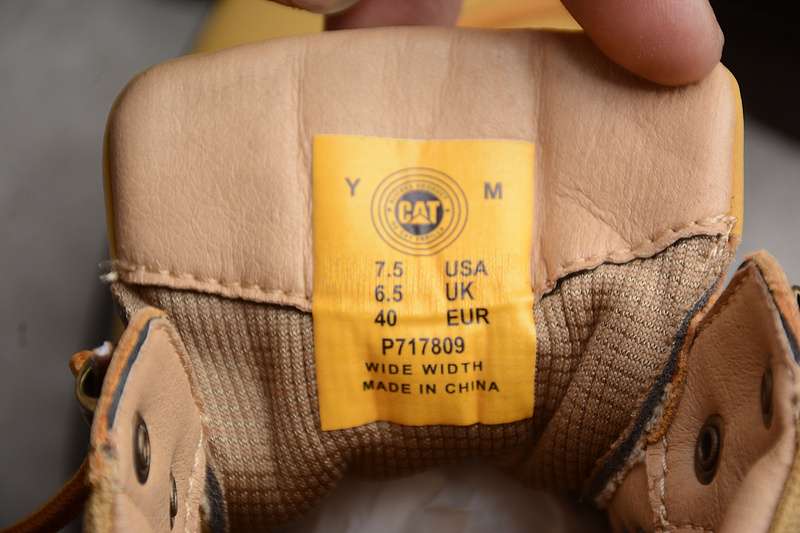 Y M
CAT
7.5 USA
6.5 UK
40 EUR
P717809
WIDE WIDTH
MADE IN CHINA